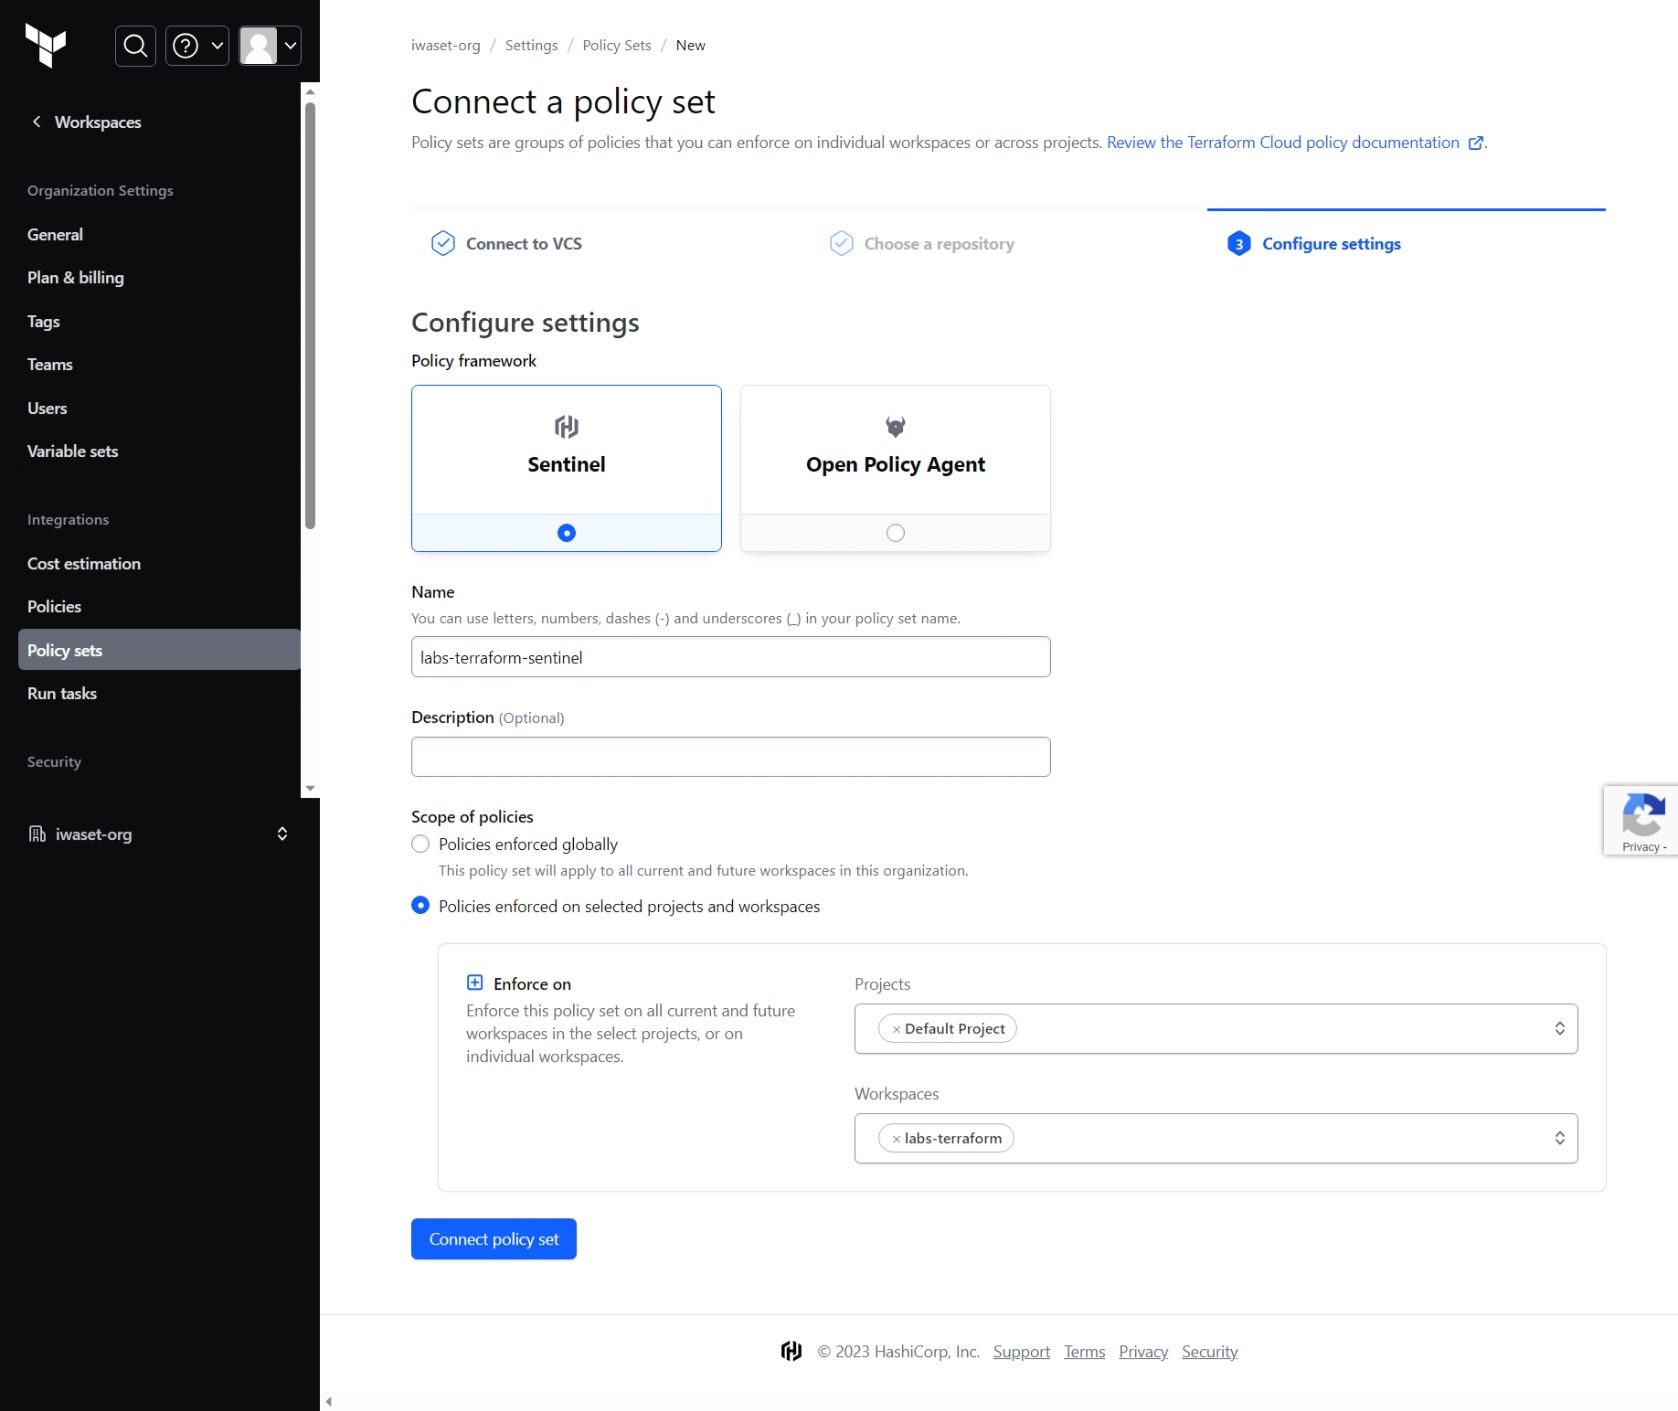 Workspaces
Organization Settings
General
Plan & billing
Tags
Teams
Users
Variable sets
Integrations
Cost estimation
Policies
Policy sets
Run tasks
Security
iwaset-org
iwaset-org / Settings / Policy Sets / New
Connect a policy set
Policy sets are groups of policies that you can enforce on individual workspaces or across projects. Review the Terraform Cloud policy documentation .
Connect to VCS
Choose a repository
3 Configure settings
Configure settings
Policy framework
Sentinel
Open Policy Agent
Name
You can use letters, numbers, dashes (-) and underscores (_) in your policy set name.
labs-terraform-sentinel
Description (Optional)
Scope of policies
Policies enforced globally
This policy set will apply to all current and future workspaces in this organization.
Policies enforced on selected projects and workspaces
Enforce on
Enforce this policy set on all current and future
workspaces in the select projects, or on
individual workspaces.
Projects
× Default Project
Workspaces
× labs-terraform
Connect policy set
Privacy -
© 2023 HashiCorp, Inc. Support Terms Privacy Security